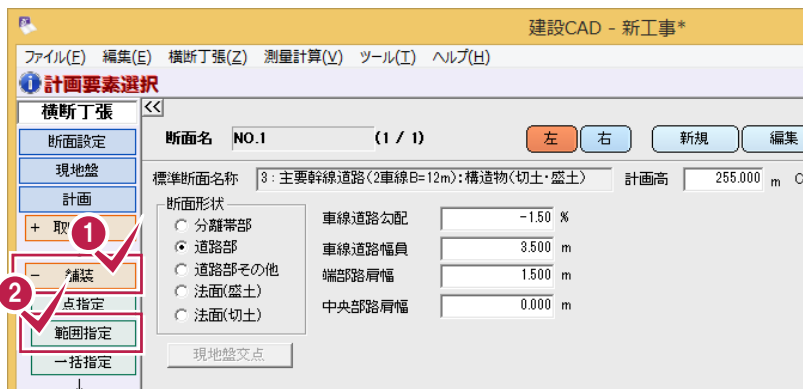 建設CAD - 新工事*
ファイル(F) 編集(E) 横断丁張(Z) 測量計算(V) ツール(T) ヘルプ(H)
計画要素選択
横断丁張 <<
断面設定 断面名 NO.1 (1 / 1) 左 右 新規 編集
現地盤
標準断面名称 3:主要幹線道路(2車線B=12m):構造物(切土・盛土) 計画高 255.000 m C
計画
断面形状
分離帯部 車線道路勾配 -1.50 %
+ 取
1
道路部 車線道路幅員 3.500 m
- 舗装 道路部その他 端部路肩幅 1.500 m
2
点指定 法面(盛土)
法面(切土) 中央部路肩幅 0.000 m
範囲指定
一括指定 現地盤交点
↓